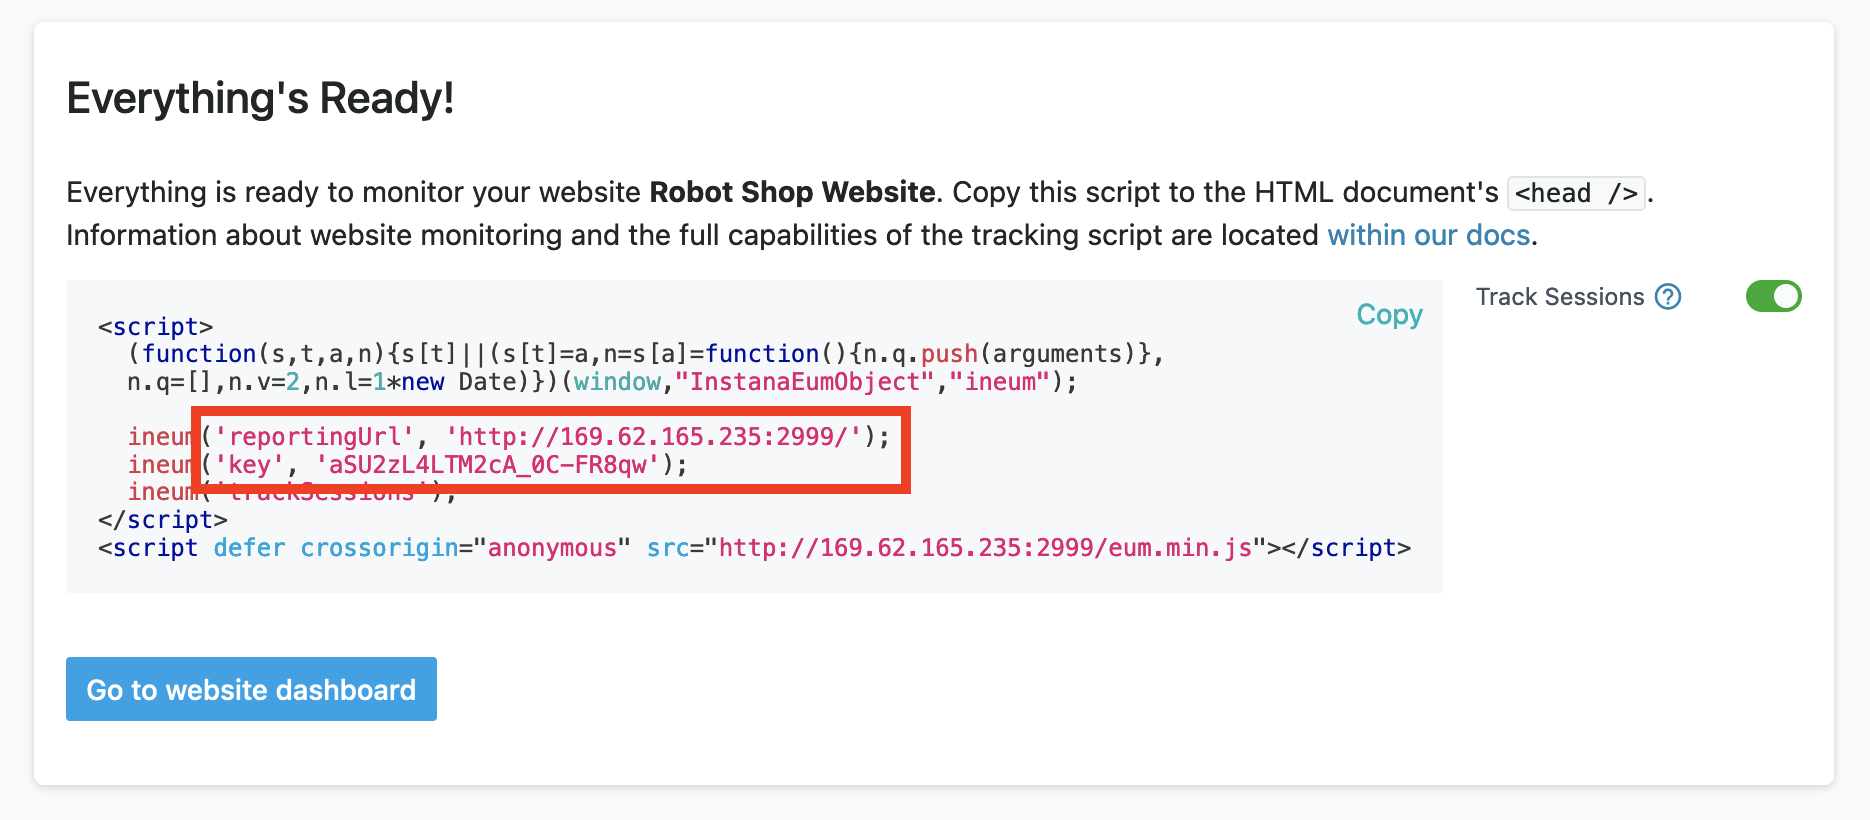 Everything's Ready!
Everything is ready to monitor your website Robot Shop Website. Copy this script to the HTML document's <head />.
Information about website monitoring and the full capabilities of the tracking script are located within our docs.
Track Sessions ?
Copy
<script>
  (function(s,t,a,n){s[t]||(s[t]=a,n=s[a]=function(){n.q.push(arguments)},
  n.q=[],n.v=2,n.l=1*new Date)})(window,"InstanaEumObject","ineum");
  ineum('reportingUrl', 'http://169.62.165.235:2999/');
  ineum('key', 'aSU2zL4LTM2cA_0C-FR8qw');
  ineum('trackSessions');
</script>
<script defer crossorigin="anonymous" src="http://169.62.165.235:2999/eum.min.js"></script>
Go to website dashboard